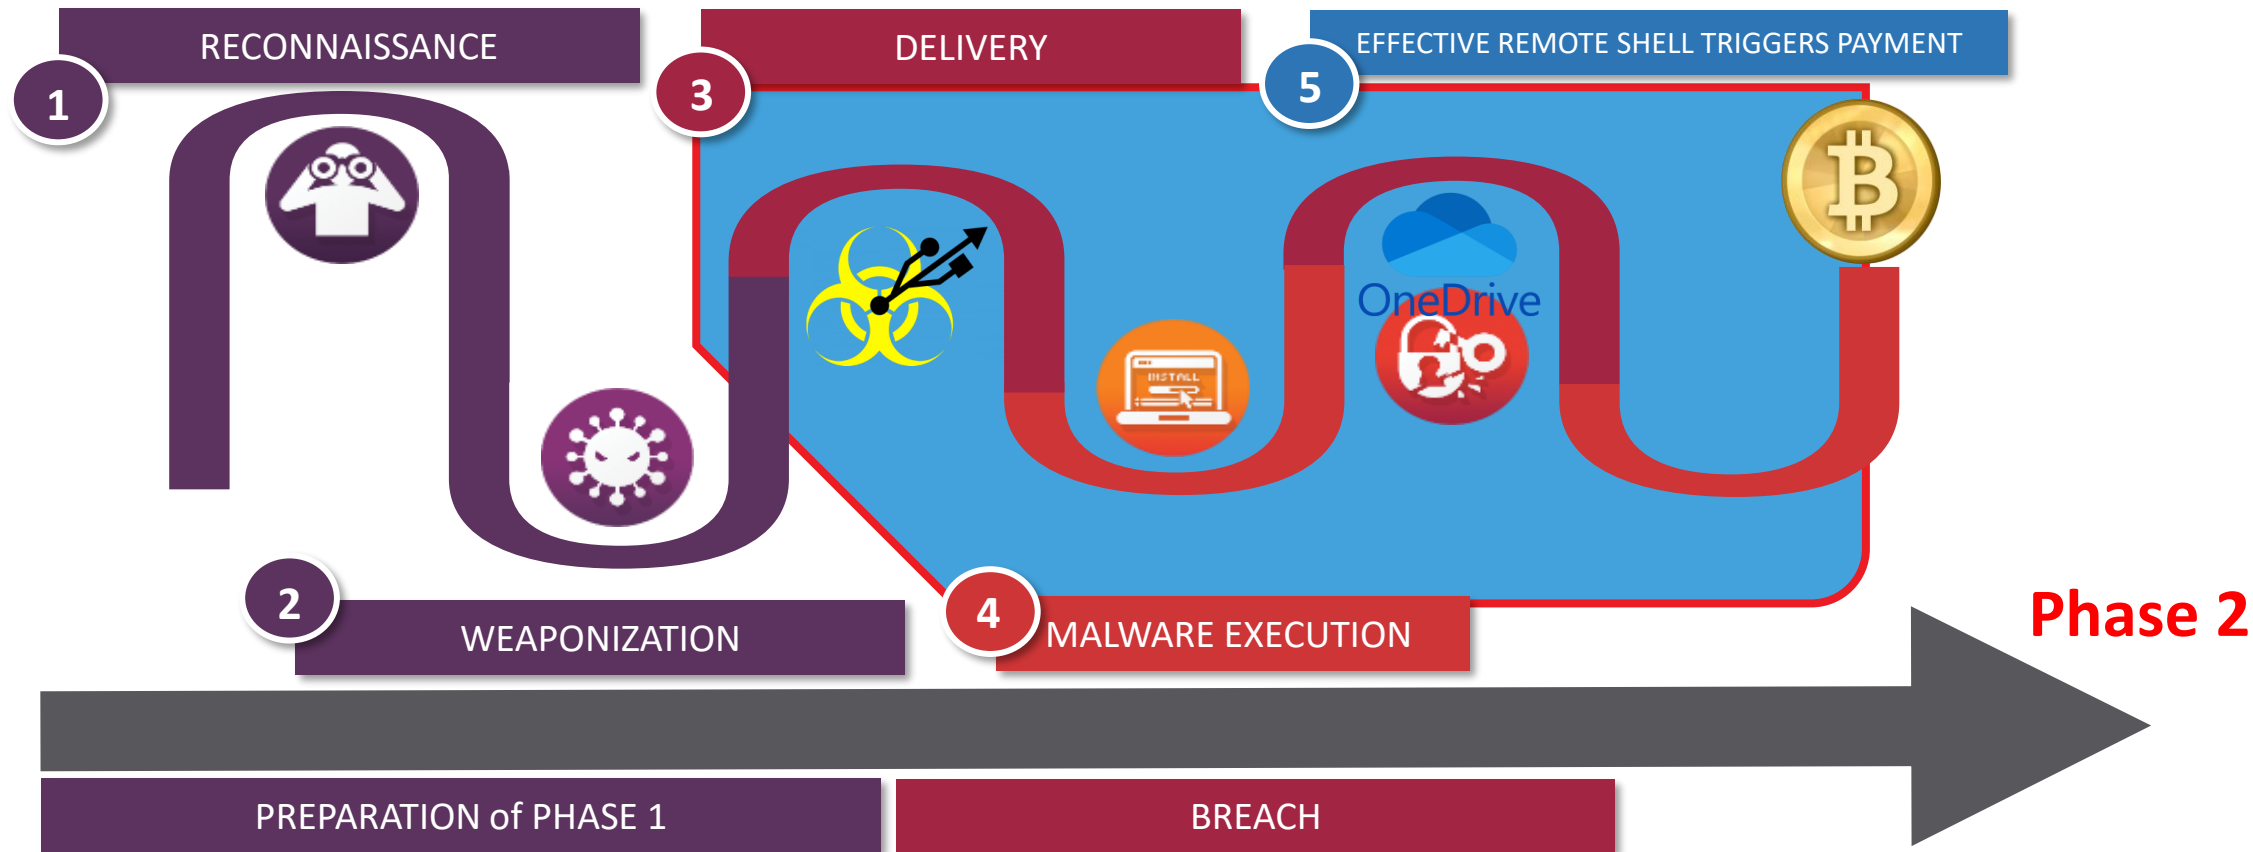 RECONNAISSANCE
1
DELIVERY
3
EFFECTIVE REMOTE SHELL TRIGGERS PAYMENT
5
B
OneDrive
INSTALL
2
WEAPONIZATION
4
MALWARE EXECUTION
Phase 2
PREPARATION of PHASE 1
BREACH